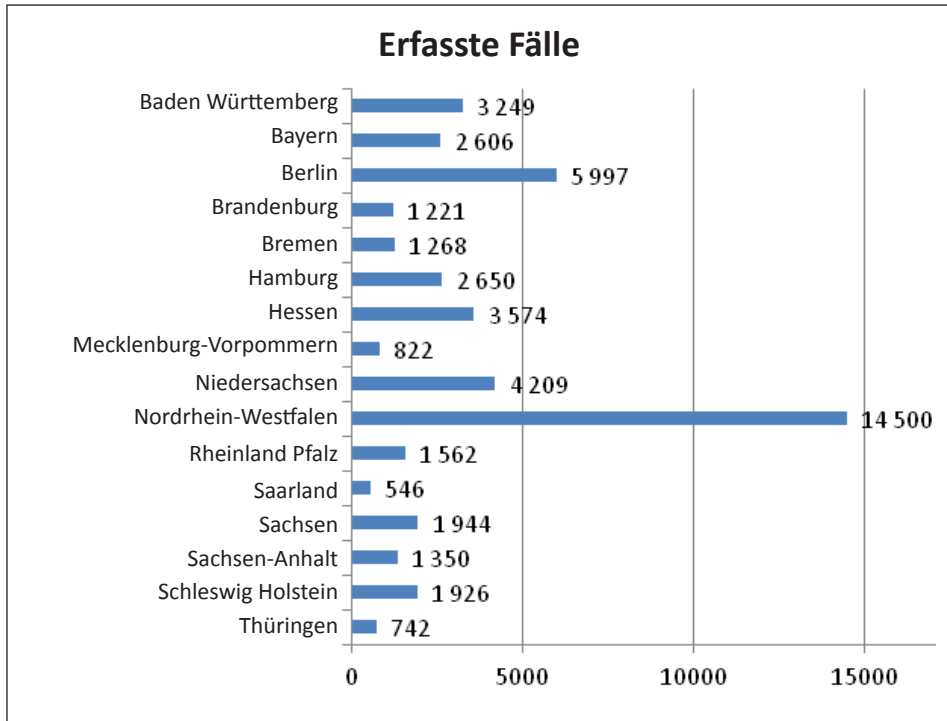 Erfasste Fälle
Baden Württemberg 3 249
Bayern 2 606
Berlin 5 997
Brandenburg 1 221
Bremen 1 268
Hamburg 2 650
Hessen 3 574
Mecklenburg-Vorpommern 822
Niedersachsen 4 209
Nordrhein-Westfalen 14 500
Rheinland Pfalz 1 562
Saarland 546
Sachsen 1 944
Sachsen-Anhalt 1 350
Schleswig Holstein 1 926
Thüringen 742
0 5000 10000 15000